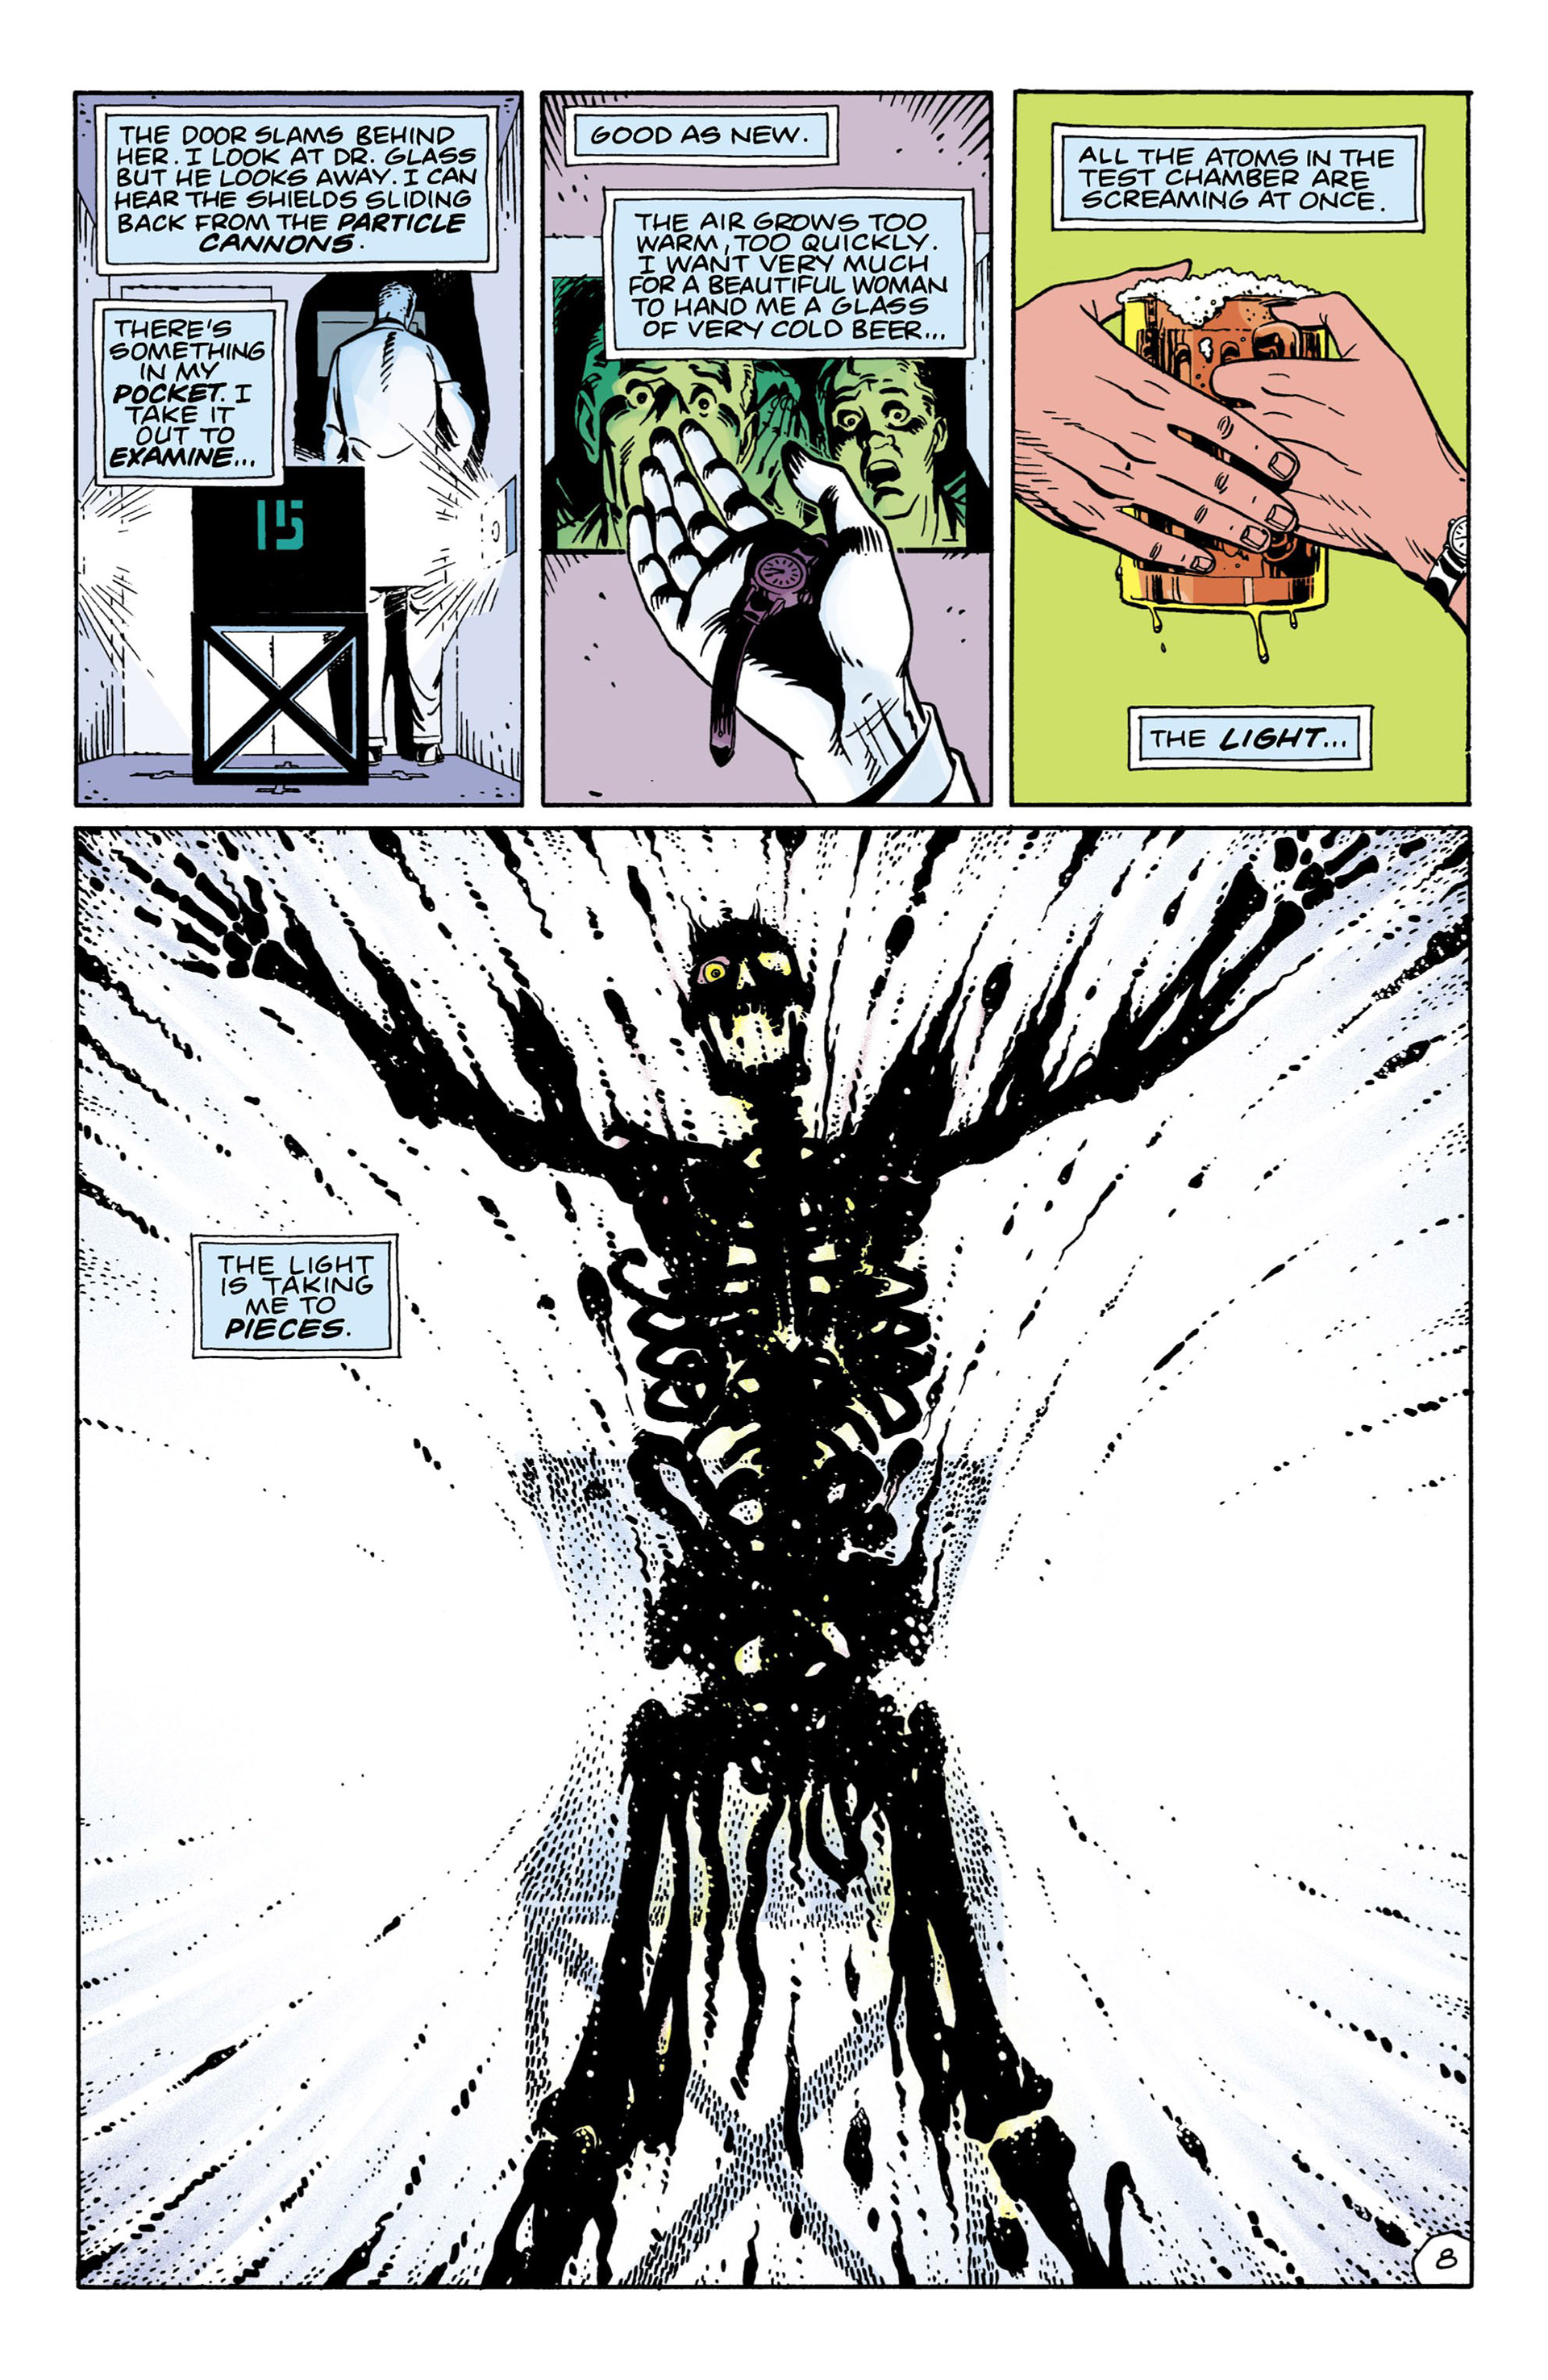 THE DOOR SLAMS BEHIND
HER. I LOOK AT DR. GLASS
BUT HE LOOKS AWAY. I CAN
HEAR THE SHIELDS SLIDING
BACK FROM THE PARTICLE
CANNONS.
THERE'S
SOMETHING
IN MY
POCKET. I
TAKE IT
OUT TO
EXAMINE...
15
GOOD AS NEW.
THE AIR GROWS TOO
WARM, TOO QUICKLY.
I WANT VERY MUCH
FOR A BEAUTIFUL WOMAN
TO HAND ME A GLASS
OF VERY COLD BEER...
ALL THE ATOMS IN THE
TEST CHAMBER ARE
SCREAMING AT ONCE.
THE LIGHT...
THE LIGHT
IS TAKING
ME TO
PIECES.
8